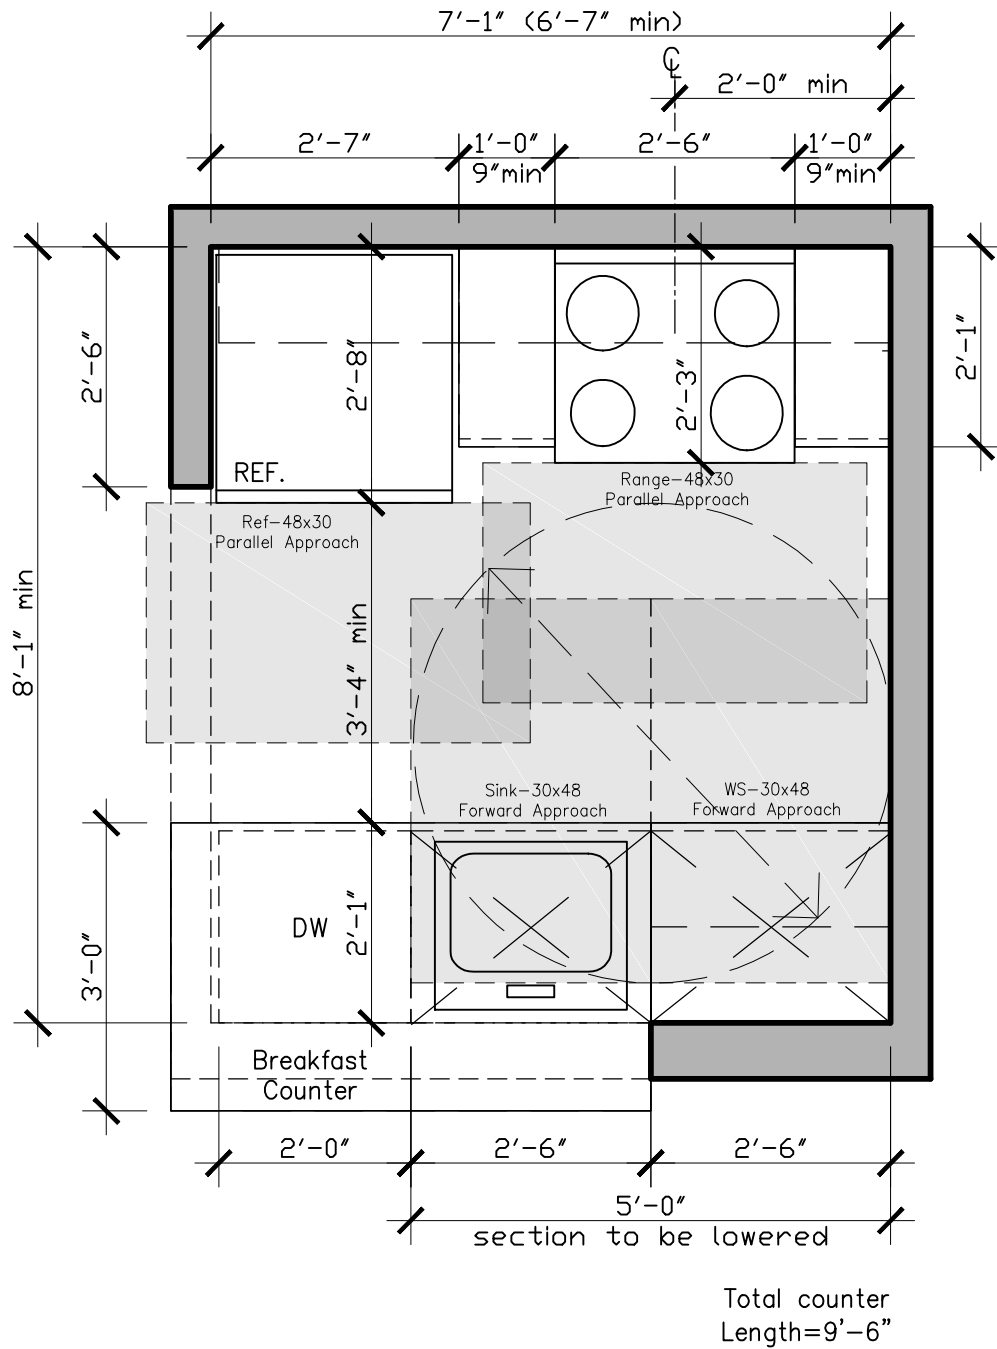 7'-1" (6'-7" min)
℄
2'-0" min
2'-7"
1'-0"
9"min
2'-6"
1'-0"
9"min
2'-6"
2'-8"
2'-3"
2'-1"
REF.
Range-48x30
Parallel Approach
Ref-48x30
Parallel Approach
8'-1" min
3'-4" min
Sink-30x48
Forward Approach
WS-30x48
Forward Approach
DW
2'-1"
3'-0"
Breakfast
Counter
2'-0"
2'-6"
2'-6"
5'-0"
section to be lowered
Total counter
Length=9'-6"